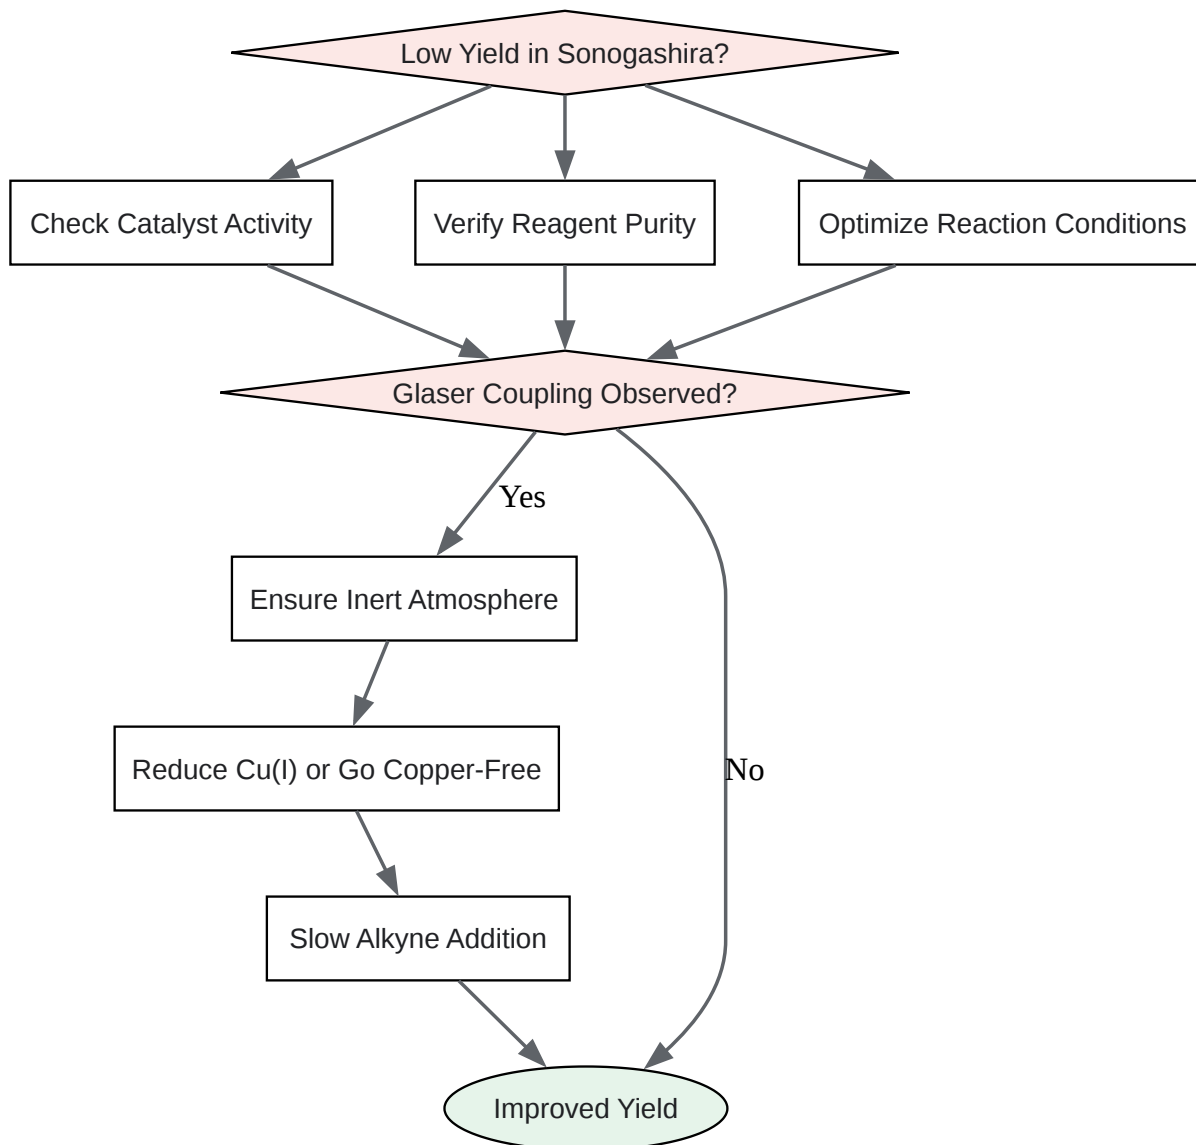 Low Yield in Sonogashira?
Check Catalyst Activity
Verify Reagent Purity
Optimize Reaction Conditions
Glaser Coupling Observed?
Yes
Ensure Inert Atmosphere
Reduce Cu(I) or Go Copper-Free
No
Slow Alkyne Addition
Improved Yield